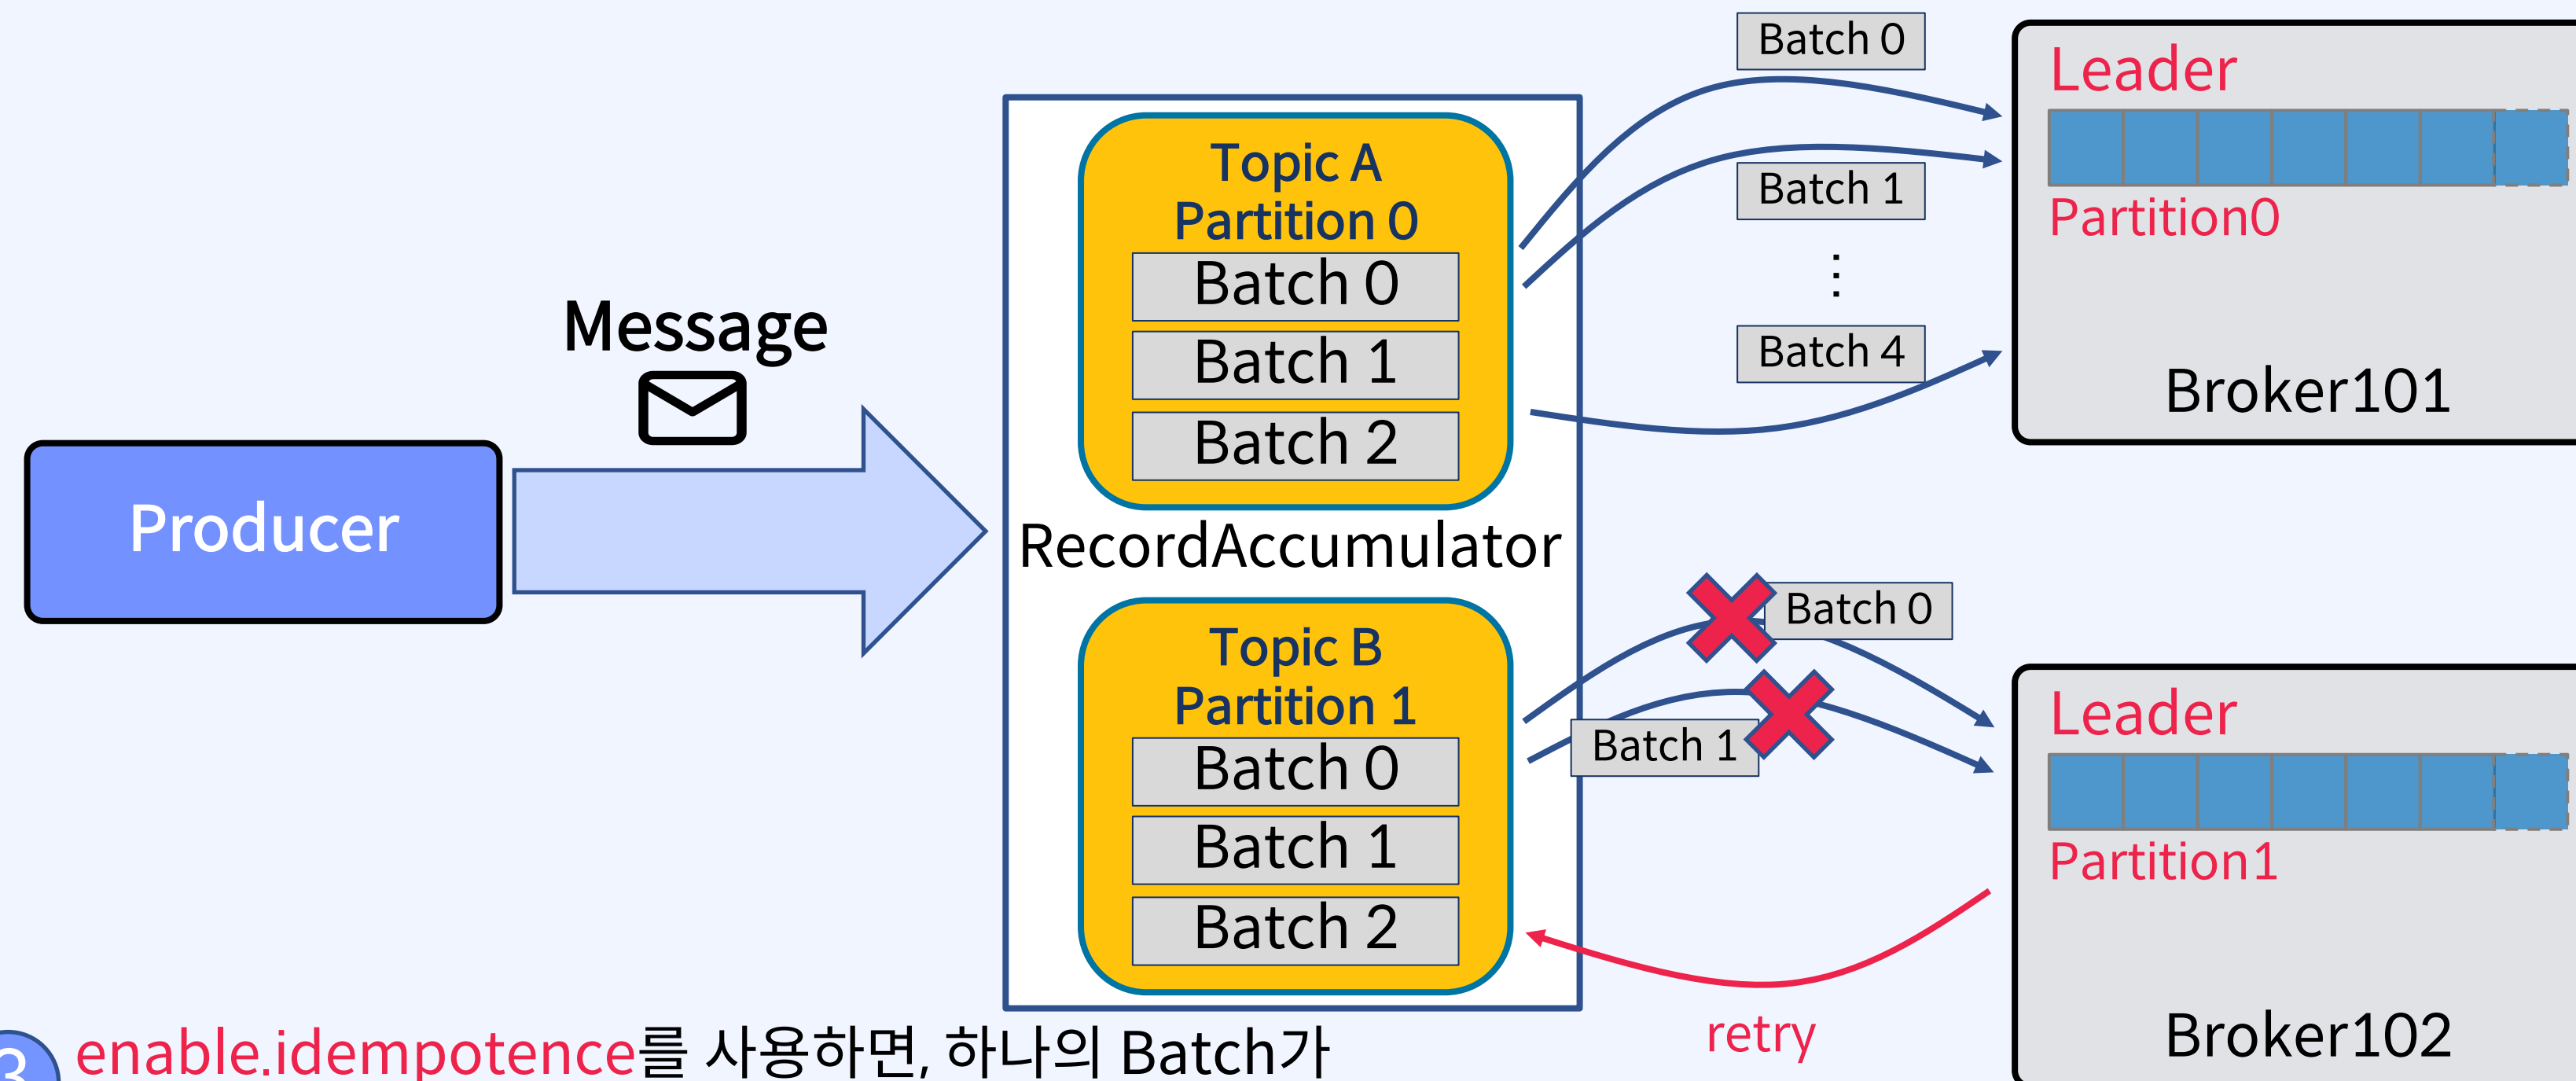 Producer
Message
Topic A
Partition 0
Batch 0
Batch 1
Batch 2
RecordAccumulator
Topic B
Partition 1
Batch 0
Batch 1
Batch 2
Batch 0
Batch 1
⋮
Batch 4
Batch 0
Batch 1
retry
Leader
Partition0
Broker101
Leader
Partition1
Broker102
3
enable.idempotence를 사용하면, 하나의 Batch가